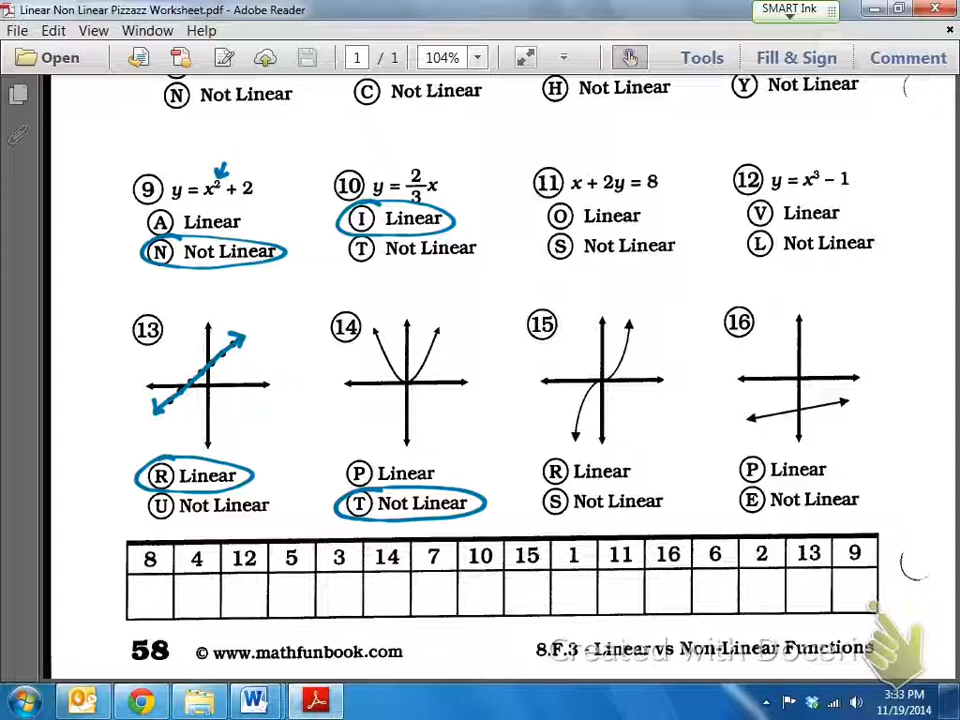 Linear Non Linear Pizzazz Worksheet.pdf - Adobe Reader
SMART Ink
File Edit View Window Help
Open 1 / 1 104% Tools Fill & Sign Comment
N Not Linear C Not Linear H Not Linear Y Not Linear
9 y = x² + 2 10 y = 2/3 x 11 x + 2y = 8 12 y = x³ - 1
A Linear I Linear O Linear V Linear
N Not Linear T Not Linear S Not Linear L Not Linear
13 14 15 16
R Linear P Linear R Linear P Linear
U Not Linear T Not Linear S Not Linear E Not Linear
8 4 12 5 3 14 7 10 15 1 11 16 6 2 13 9
58 © www.mathfunbook.com 8.F.3 - Linear vs Non-Linear Functions
Created with Doceri
3:33 PM
11/19/2014